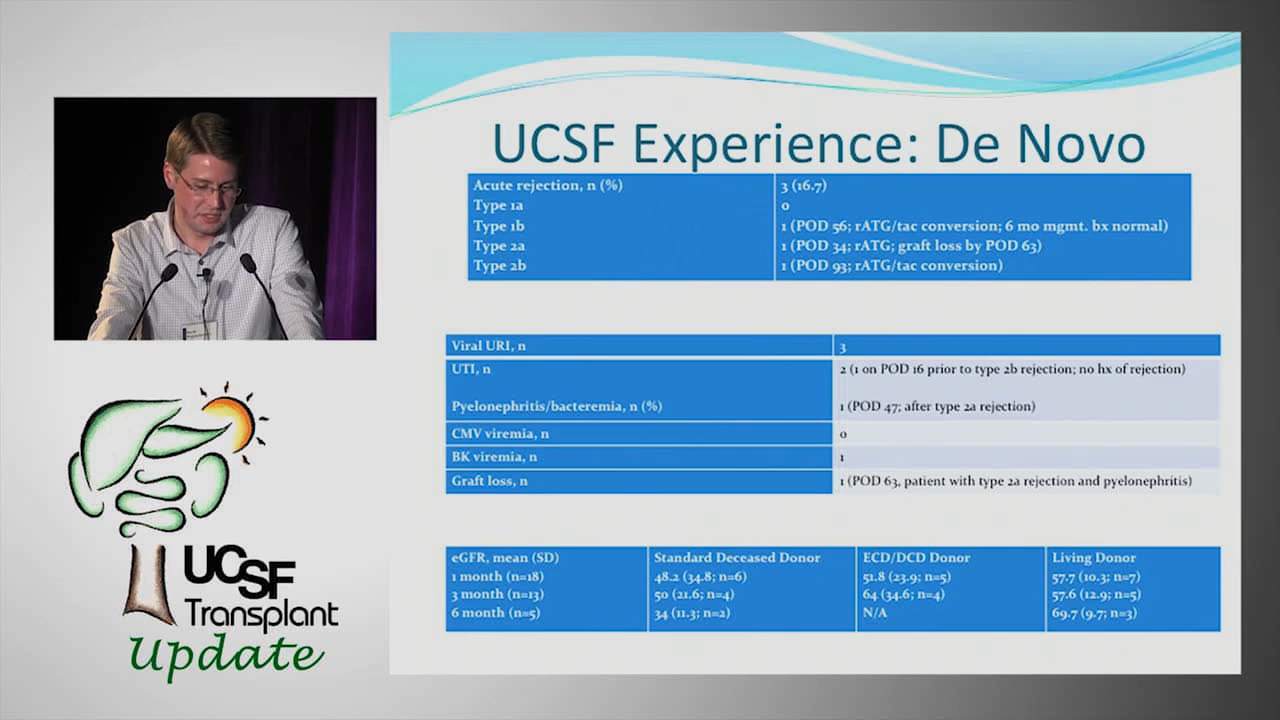 UCSF Experience: De Novo
Acute rejection, n (%) 3 (16.7)
Type 1a 0
Type 1b 1 (POD 56; rATG/tac conversion; 6 mo mgmt. bx normal)
Type 2a 1 (POD 34; rATG; graft loss by POD 63)
Type 2b 1 (POD 93; rATG/tac conversion)
Viral URI, n 3
UTI, n 2 (1 on POD 16 prior to type 2b rejection; no hx of rejection)
Pyelonephritis/bacteremia, n (%) 1 (POD 47; after type 2a rejection)
CMV viremia, n 0
BK viremia, n 1
Graft loss, n 1 (POD 63, patient with type 2a rejection and pyelonephritis)
eGFR, mean (SD) Standard Deceased Donor ECD/DCD Donor Living Donor
1 month (n=18) 48.2 (34.8; n=6) 51.8 (23.9; n=5) 57.7 (10.3; n=7)
3 month (n=13) 50 (21.6; n=4) 64 (34.6; n=4) 57.6 (12.9; n=5)
6 month (n=5) 34 (11.3; n=2) N/A 69.7 (9.7; n=3)
UCSF
Transplant
Update